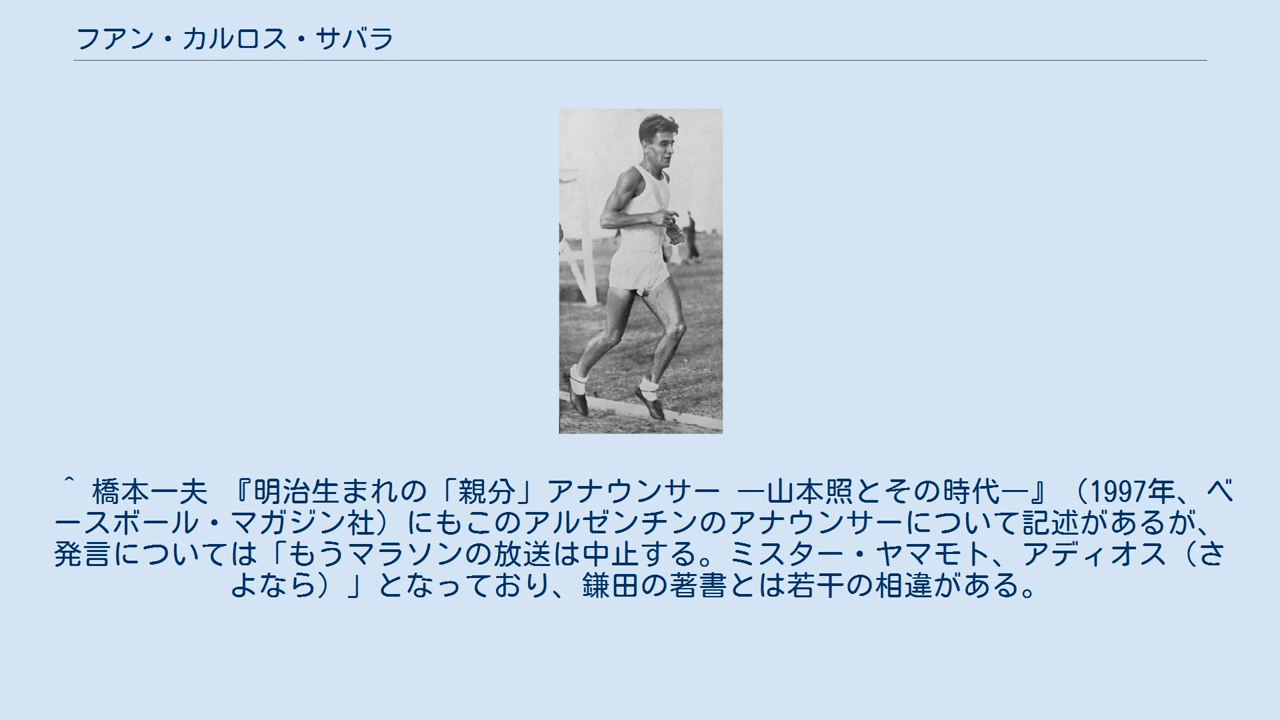 フアン・カルロス・サバラ
^ 橋本一夫 『明治生まれの「親分」アナウンサー ―山本照とその時代―』（1997年、ベ
ースボール・マガジン社）にもこのアルゼンチンのアナウンサーについて記述があるが、
発言については「もうマラソンの放送は中止する。ミスター・ヤマモト、アディオス（さ
よなら）」となっており、鎌田の著書とは若干の相違がある。